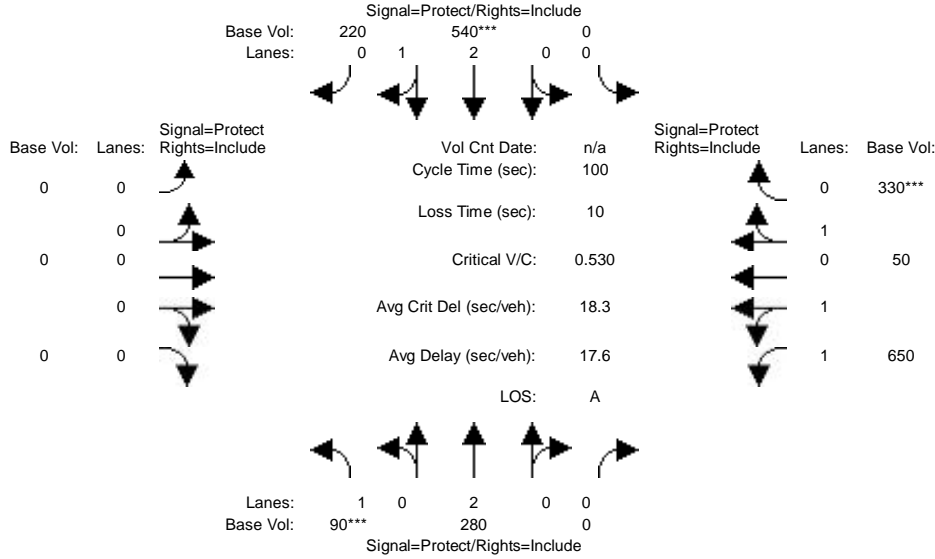 Signal=Protect/Rights=Include
Base Vol: 220 540*** 0
Lanes: 0 1 2 0 0
Signal=Protect
Base Vol: Lanes: Rights=Include
Vol Cnt Date: n/a
Signal=Protect
Rights=Include Lanes: Base Vol:
Cycle Time (sec): 100
0 0
0 330***
Loss Time (sec): 10
0
1
0 0
Critical V/C: 0.530
0 50
0
Avg Crit Del (sec/veh): 18.3
1
0 0
Avg Delay (sec/veh): 17.6
1 650
LOS: A
Lanes: 1 0 2 0 0
Base Vol: 90*** 280 0
Signal=Protect/Rights=Include